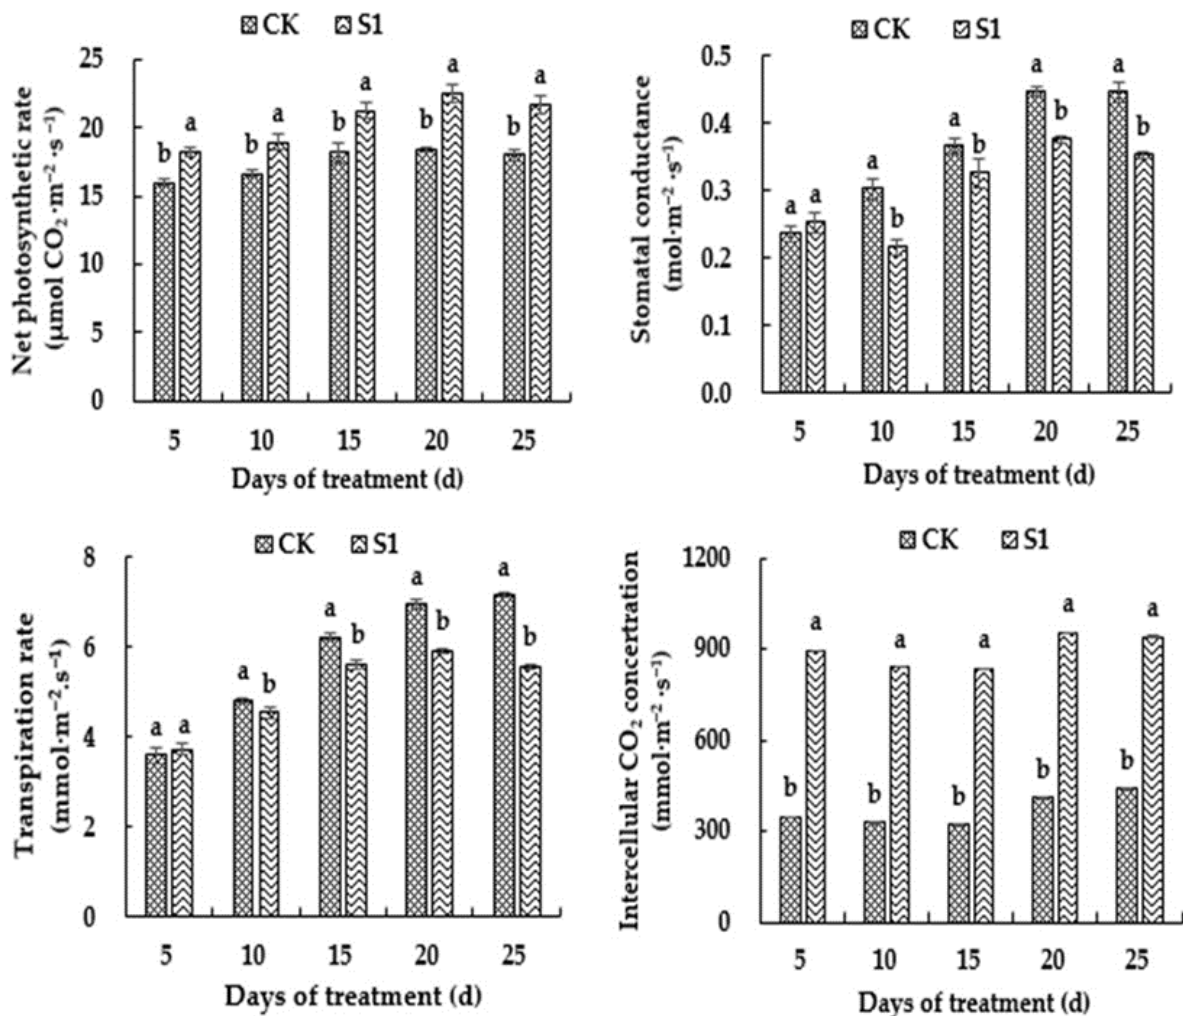 CK S1
Net photosynthetic rate
(μmol CO₂·m⁻²·s⁻¹)
25
20
15
10
5
0
b a b a b a b a b a
5 10 15 20 25
Days of treatment (d)
CK S1
Stomatal conductance
(mol·m⁻²·s⁻¹)
0.5
0.4
0.3
0.2
0.1
0.0
a a a b a b a b a b
5 10 15 20 25
Days of treatment (d)
CK S1
Transpiration rate
(mmol·m⁻².s⁻¹)
8
6
4
2
0
a a a b a b a b a b
5 10 15 20 25
Days of treatment (d)
CK S1
Intercellular CO₂ concertration
(mmol·m⁻²·s⁻¹)
1200
900
600
300
0
b a b a b a b a b a
5 10 15 20 25
Days of treatment (d)